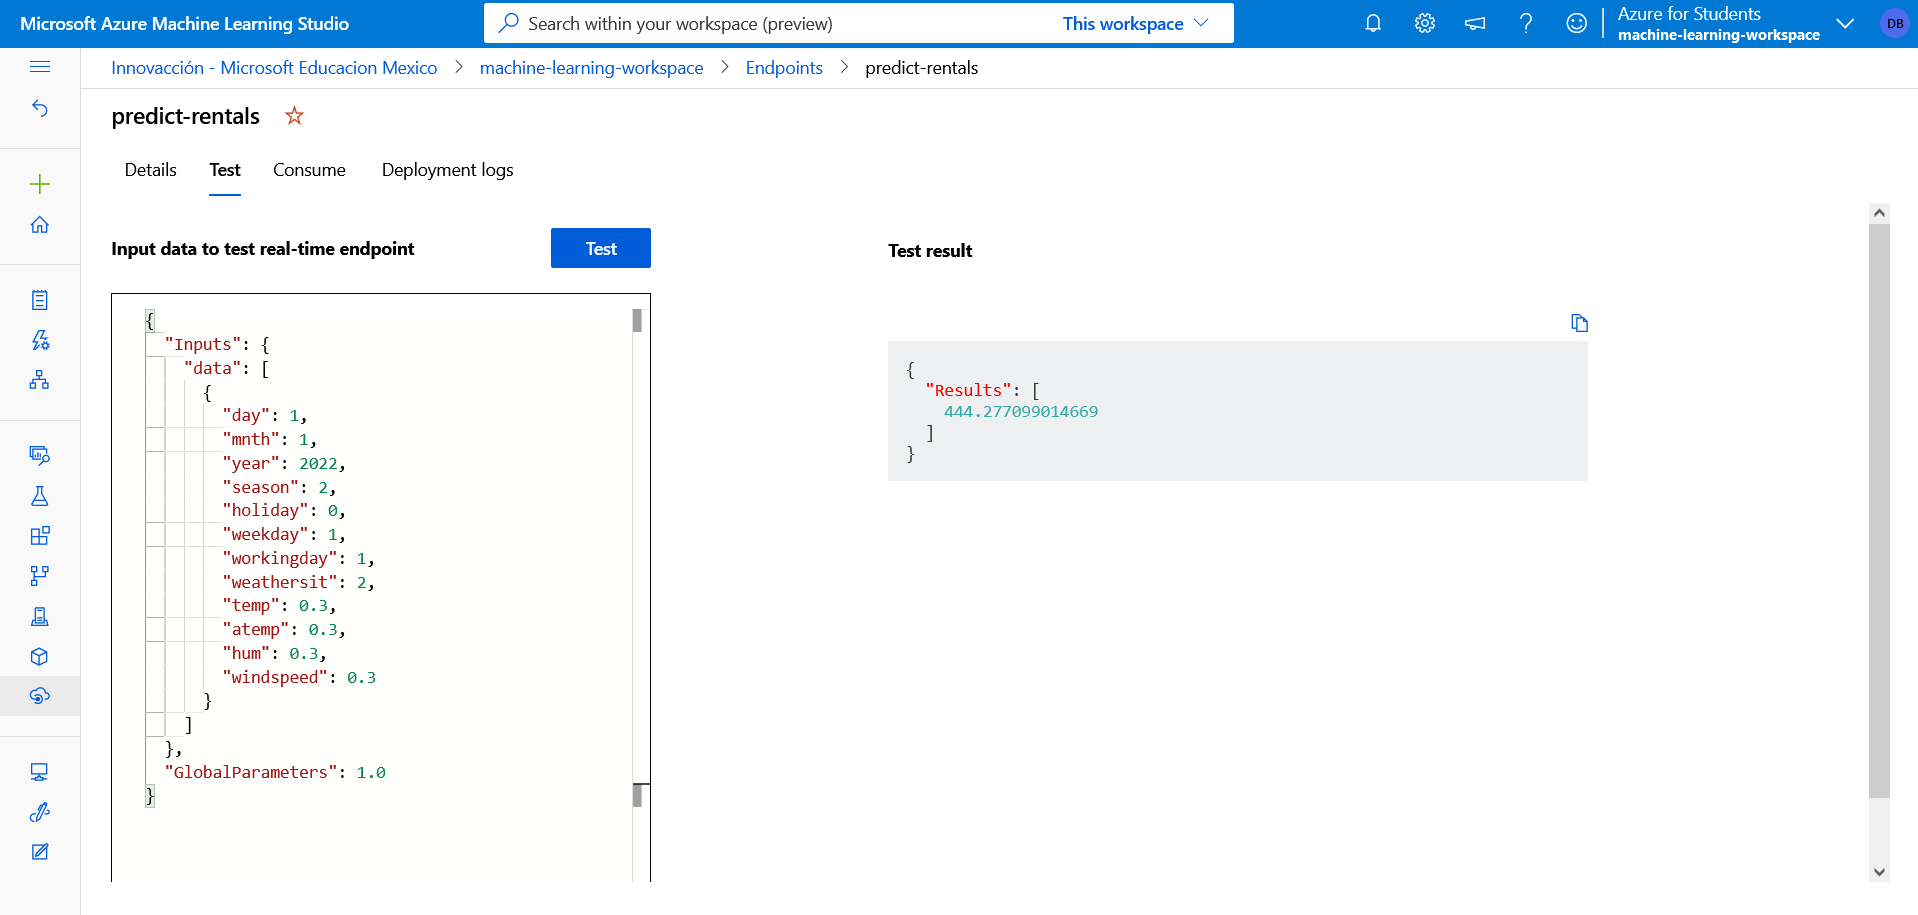 Microsoft Azure Machine Learning Studio
Search within your workspace (preview)
This workspace
Azure for Students
machine-learning-workspace
DB
Innovacción - Microsoft Educacion Mexico > machine-learning-workspace > Endpoints > predict-rentals
predict-rentals
Details
Test
Consume
Deployment logs
Input data to test real-time endpoint
Test
{
"Inputs": {
"data": [
{
"day": 1,
"mnth": 1,
"year": 2022,
"season": 2,
"holiday": 0,
"weekday": 1,
"workingday": 1,
"weathersit": 2,
"temp": 0.3,
"atemp": 0.3,
"hum": 0.3,
"windspeed": 0.3
}
]
},
"GlobalParameters": 1.0
}
Test result
{
"Results": [
444.277099014669
]
}